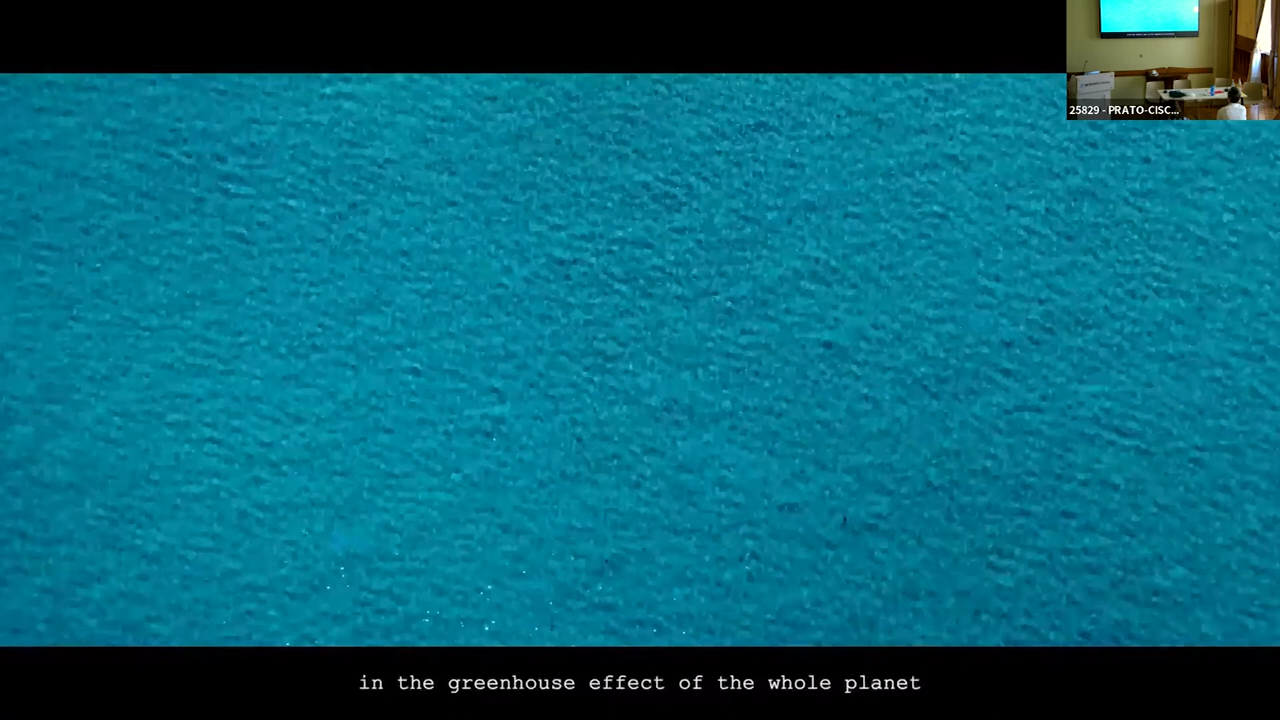 25829 - PRATO-CISC...
in the greenhouse effect of the whole planet